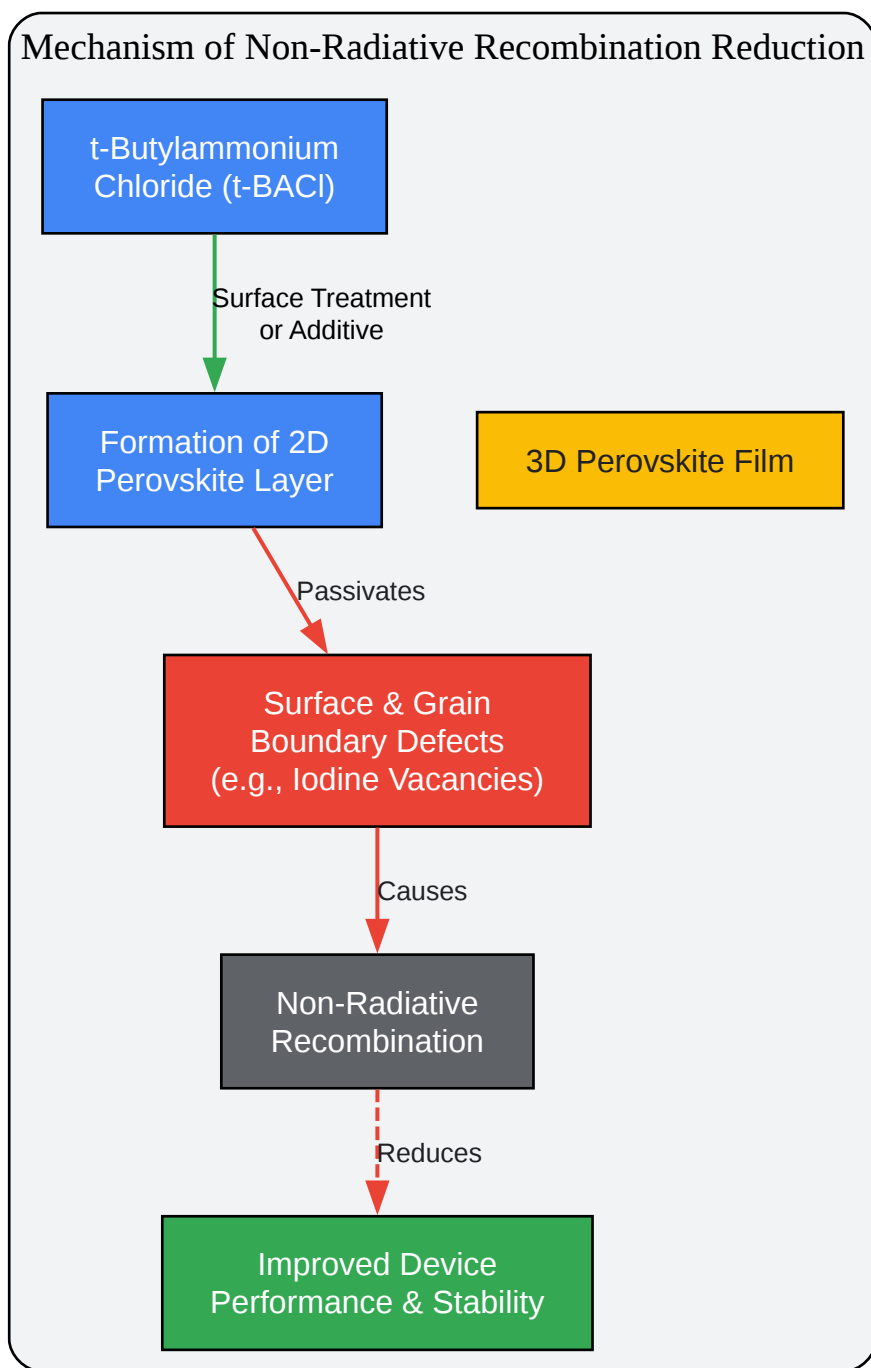 Mechanism of Non-Radiative Recombination Reduction
t-Butylammonium
Chloride (t-BACl)
Surface Treatment
or Additive
Formation of 2D
Perovskite Layer
3D Perovskite Film
Passivates
Surface & Grain
Boundary Defects
(e.g., Iodine Vacancies)
Causes
Non-Radiative
Recombination
Reduces
Improved Device
Performance & Stability